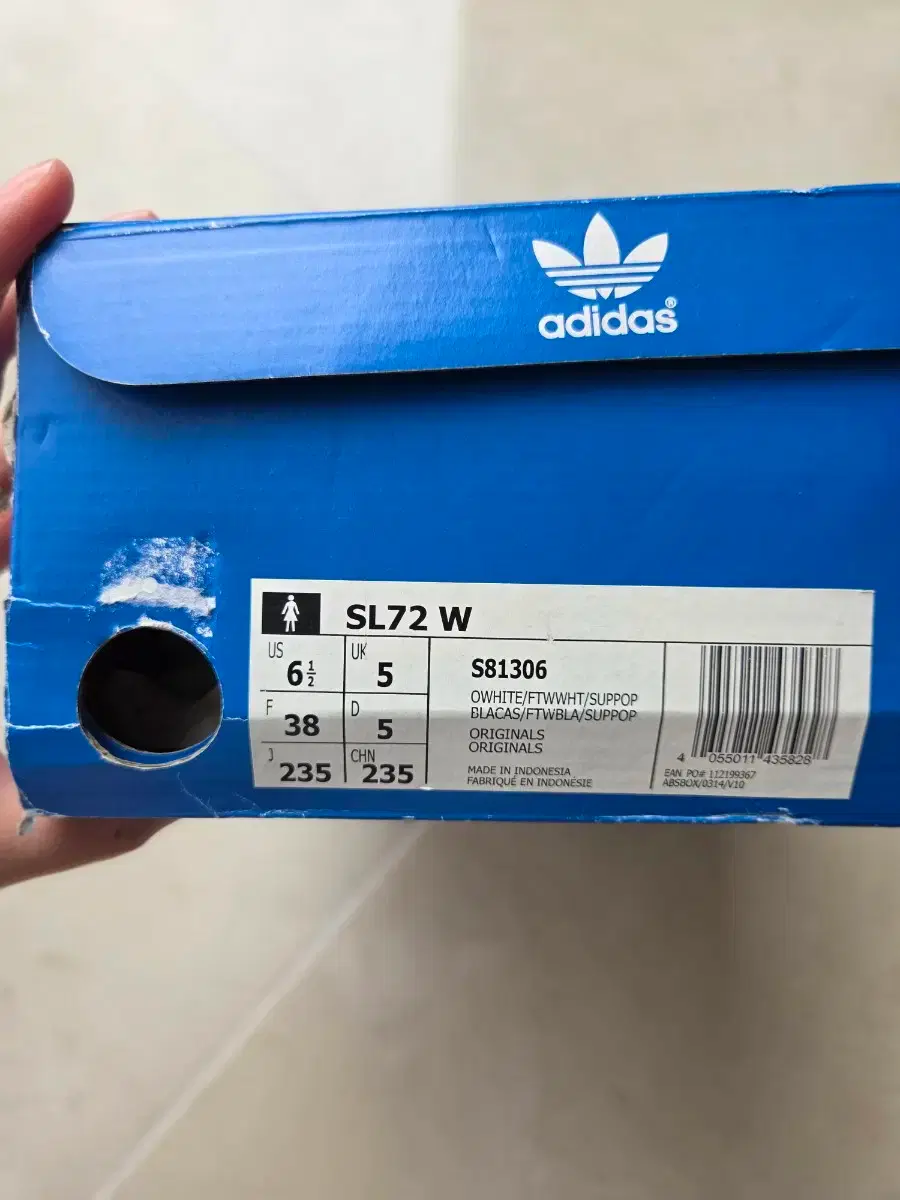 adidas®
SL72 W
US 6½ UK 5
F 38 D 5
J 235 CHN 235
S81306
OWHITE/FTWWHT/SUPPOP
BLACAS/FTWBLA/SUPPOP
ORIGINALS
ORIGINALS
MADE IN INDONESIA
FABRIQUÉ EN INDONÉSIE
4 055011 435828
EAN PO# 112199367
ABSBOX/0314/V10